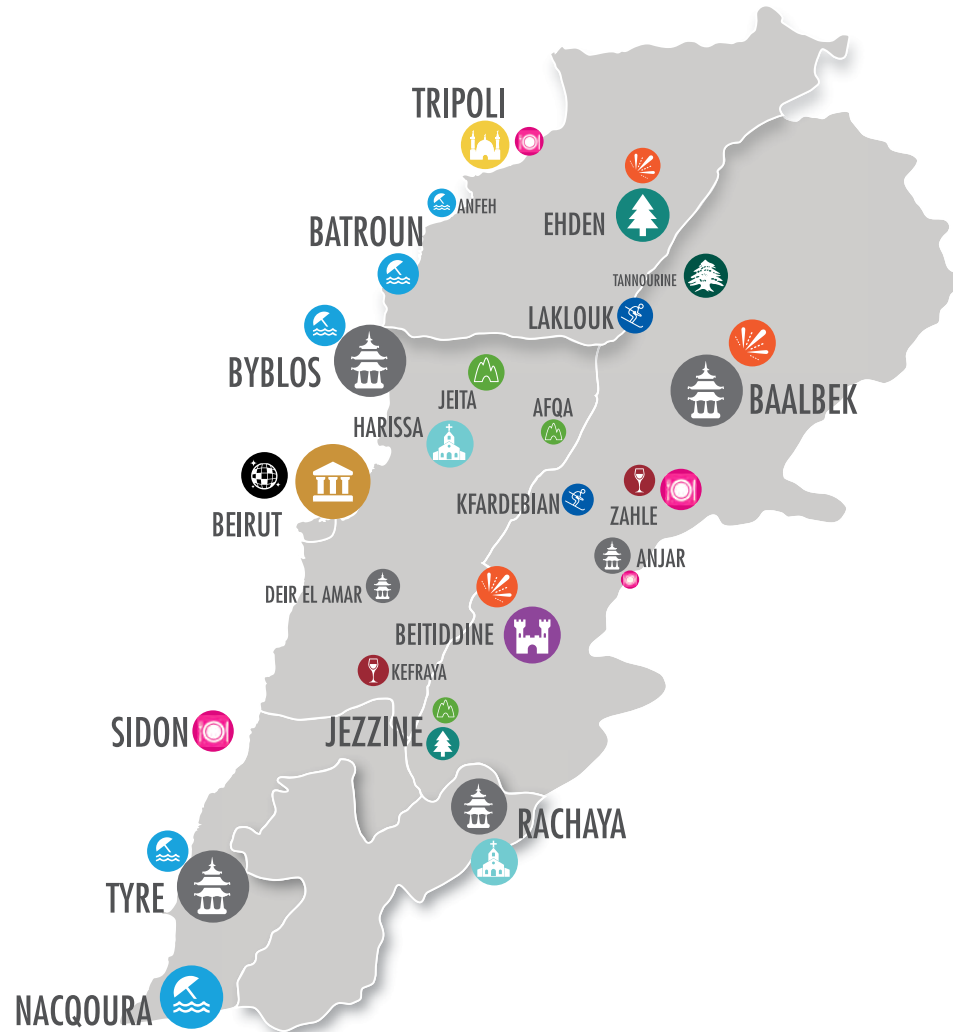 TRIPOLI
ANFEH
BATROUN
EHDEN
TANNOURINE
LAKLOUK
BYBLOS
JEITA
BAALBEK
AFQA
HARISSA
KFARDEBIAN
ZAHLE
BEIRUT
ANJAR
DEIR EL AMAR
BEITIDDINE
KEFRAYA
SIDON
JEZZINE
RACHAYA
TYRE
NACQOURA